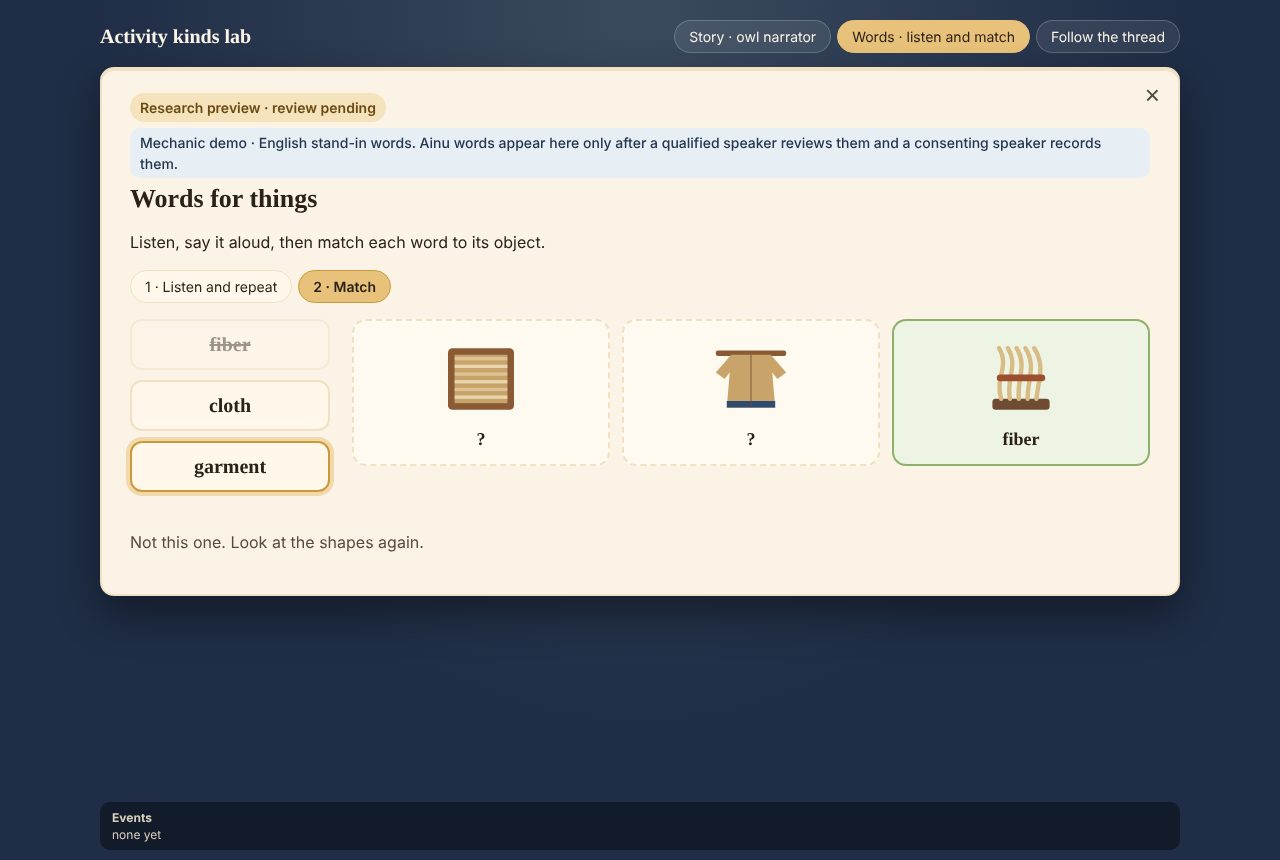 Activity kinds lab
Story · owl narrator
Words · listen and match
Follow the thread
✕
Research preview · review pending
Mechanic demo · English stand-in words. Ainu words appear here only after a qualified speaker reviews them and a consenting speaker records
them.
Words for things
Listen, say it aloud, then match each word to its object.
1 · Listen and repeat
2 · Match
fiber
cloth
garment
?
?
fiber
Not this one. Look at the shapes again.
Events
none yet